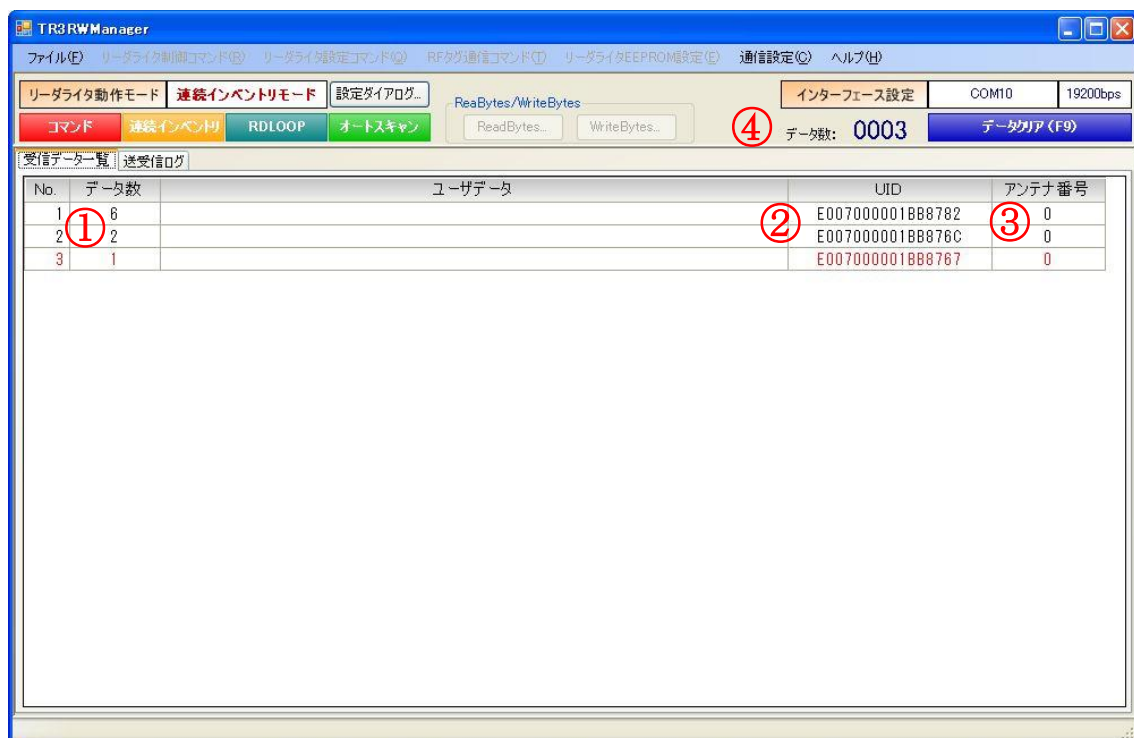 TR3RWManager
ファイル(F) リーダライタ制御コマンド(R) リーダライタ設定コマンド(Q) RFタグ通信コマンド(T) リーダライタEEPROM設定(E) 通信設定(C) ヘルプ(H)
リーダライタ動作モード 連続インベントリモード 設定ダイアログ... ReaBytes/WriteBytes インターフェース設定 COM10 19200bps
コマンド 連続インベントリ RDLOOP オートスキャン ReadBytes... WriteBytes... ④ データ数: 0003 データクリア(F9)
受信データ一覧 送受信ログ
No. データ数 ユーザデータ UID アンテナ番号
1 6 E007000001BB8782 0
① ② ③
2 2 E007000001BB876C 0
3 1 E007000001BB8767 0